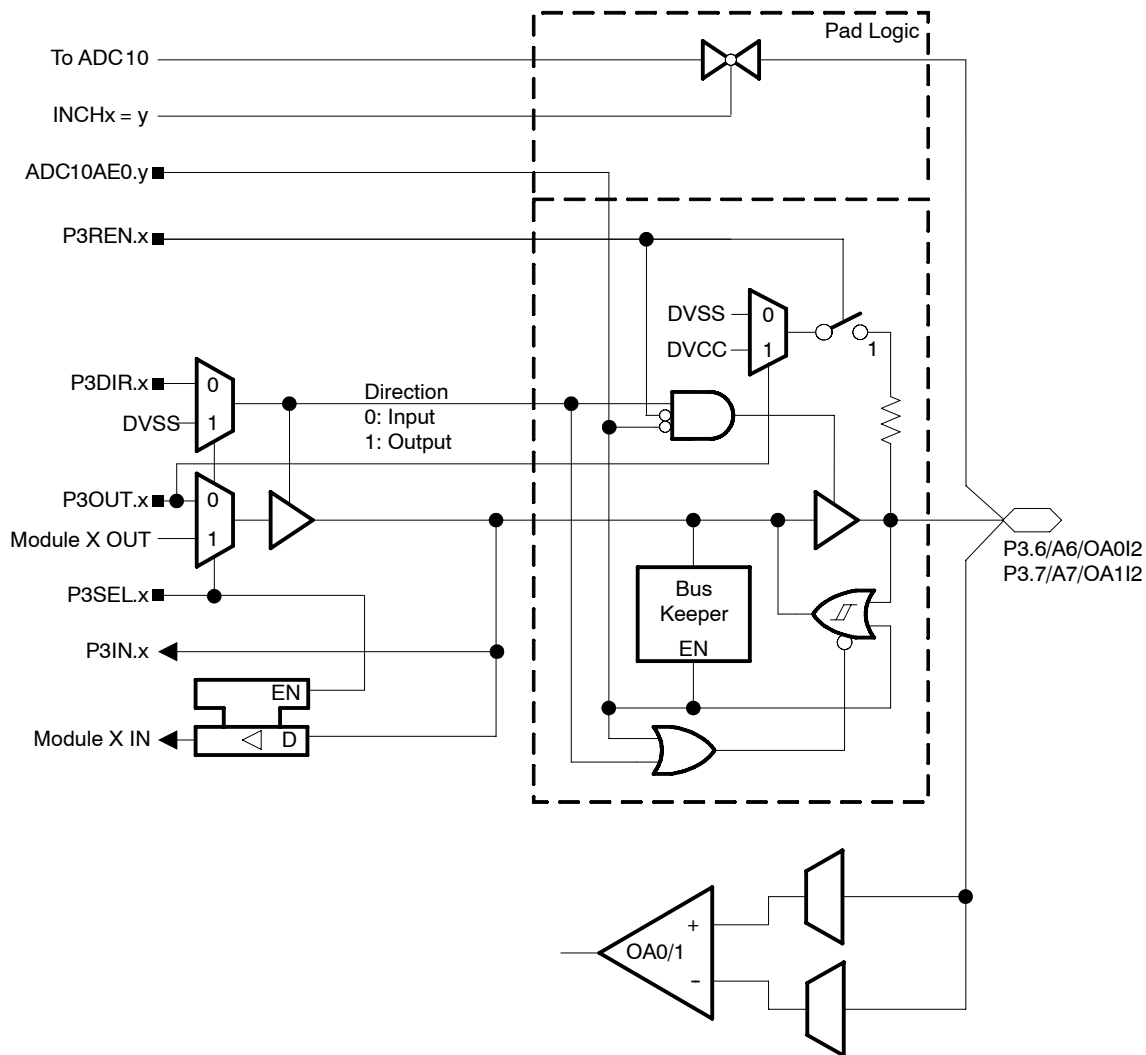 Pad Logic
To ADC10
INCHx = y
ADC10AE0.y
P3REN.x
DVSS
0
DVCC
1
1
P3DIR.x
0
DVSS
1
Direction
0: Input
1: Output
P3OUT.x
0
Module X OUT
1
P3.6/A6/OA0I2
P3.7/A7/OA1I2
P3SEL.x
Bus
Keeper
EN
P3IN.x
EN
Module X IN
D
+
OA0/1
−